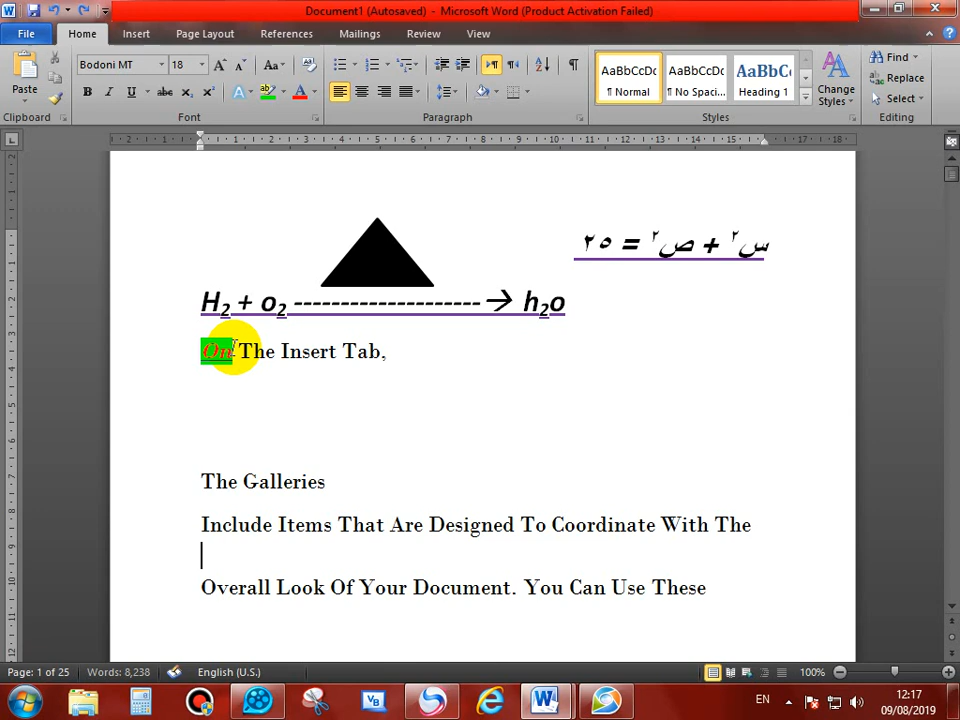 Document1 (Autosaved) - Microsoft Word (Product Activation Failed)
File Home Insert Page Layout References Mailings Review View
Bodoni MT 18
AaBbCcDc AaBbCcDc AaBbC
¶ Normal ¶ No Spaci... Heading 1
Change Styles
Find
Replace
Select
Paste
Clipboard Font Paragraph Styles Editing
س٢ + ص٢ = ٢٥
H2 + o2 --------------------→ h2o
On The Insert Tab,
The Galleries
Include Items That Are Designed To Coordinate With The
Overall Look Of Your Document. You Can Use These
Page: 1 of 25 Words: 8,238 English (U.S.) 100%
EN 12:17
09/08/2019